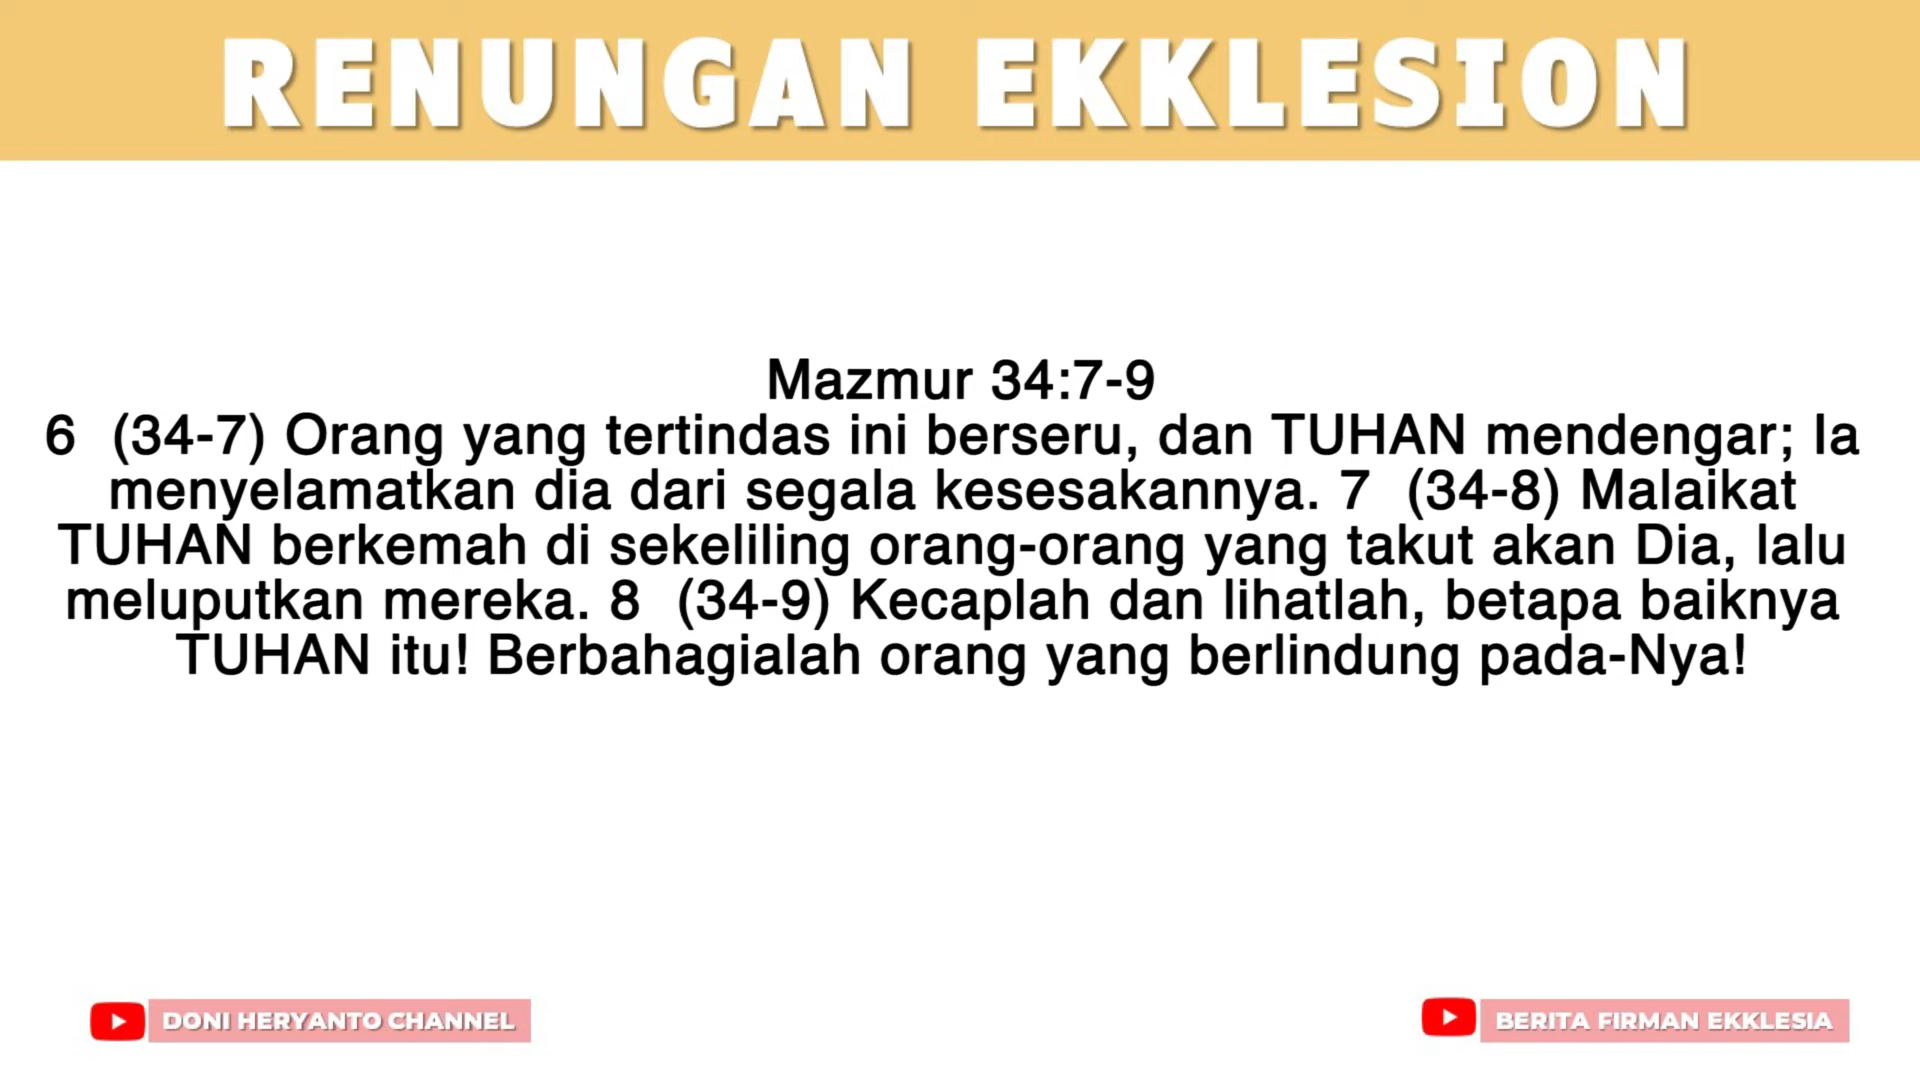 RENUNGAN EKKLESION
Mazmur 34:7-9
6 (34-7) Orang yang tertindas ini berseru, dan TUHAN mendengar; Ia
menyelamatkan dia dari segala kesesakannya. 7 (34-8) Malaikat
TUHAN berkemah di sekeliling orang-orang yang takut akan Dia, lalu
meluputkan mereka. 8 (34-9) Kecaplah dan lihatlah, betapa baiknya
TUHAN itu! Berbahagialah orang yang berlindung pada-Nya!
DONI HERYANTO CHANNEL
BERITA FIRMAN EKKLESIA